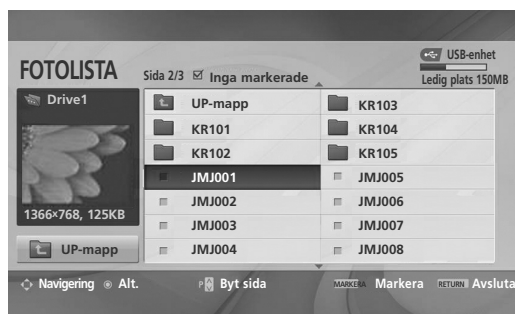 USB-enhet
FOTOLISTA
Sida 2/3 Inga markerade
Ledig plats 150MB
Drive1
UP-mapp
KR101
KR102
JMJ001
JMJ002
JMJ003
JMJ004
KR103
KR104
KR105
JMJ005
JMJ006
JMJ007
JMJ008
1366×768, 125KB
UP-mapp
Navigering Alt. P Byt sida MARKERA Markera RETURN Avsluta